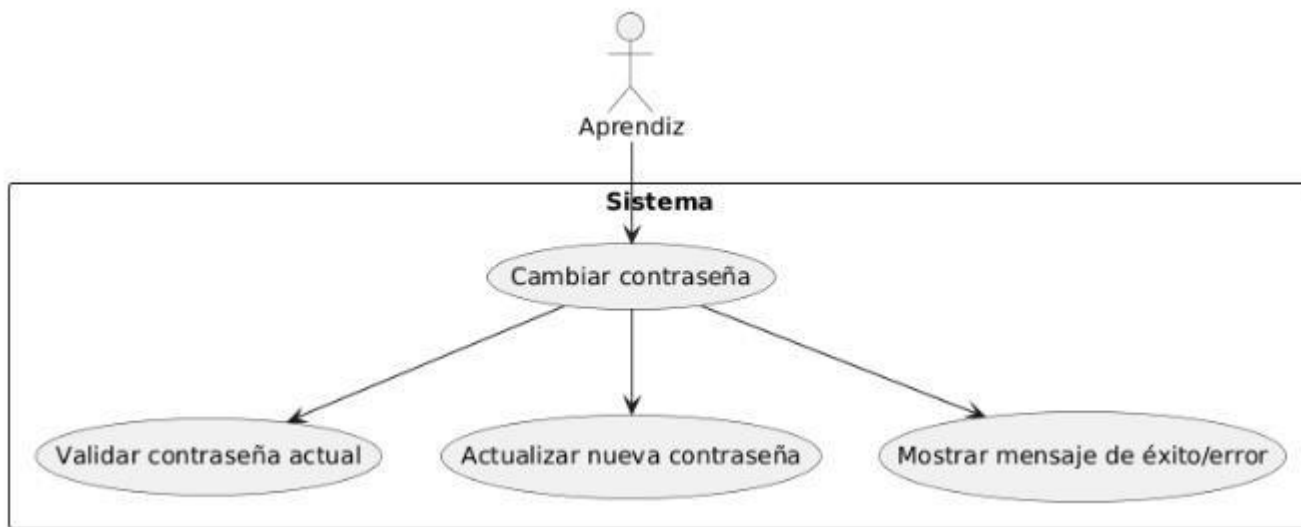 Aprendiz
Sistema
Cambiar contraseña
Validar contraseña actual
Actualizar nueva contraseña
Mostrar mensaje de éxito/error